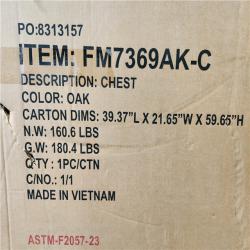 PO:8313157
ITEM: FM7369AK-C
DESCRIPTION: CHEST
COLOR: OAK
CARTON DIMS: 39.37"L X 21.65"W X 59.65"H
N.W: 160.6 LBS
G.W: 180.4 LBS
Q'TY : 1PC/CTN
C/NO.: 1/1
MADE IN VIETNAM
ASTM-F2057-23